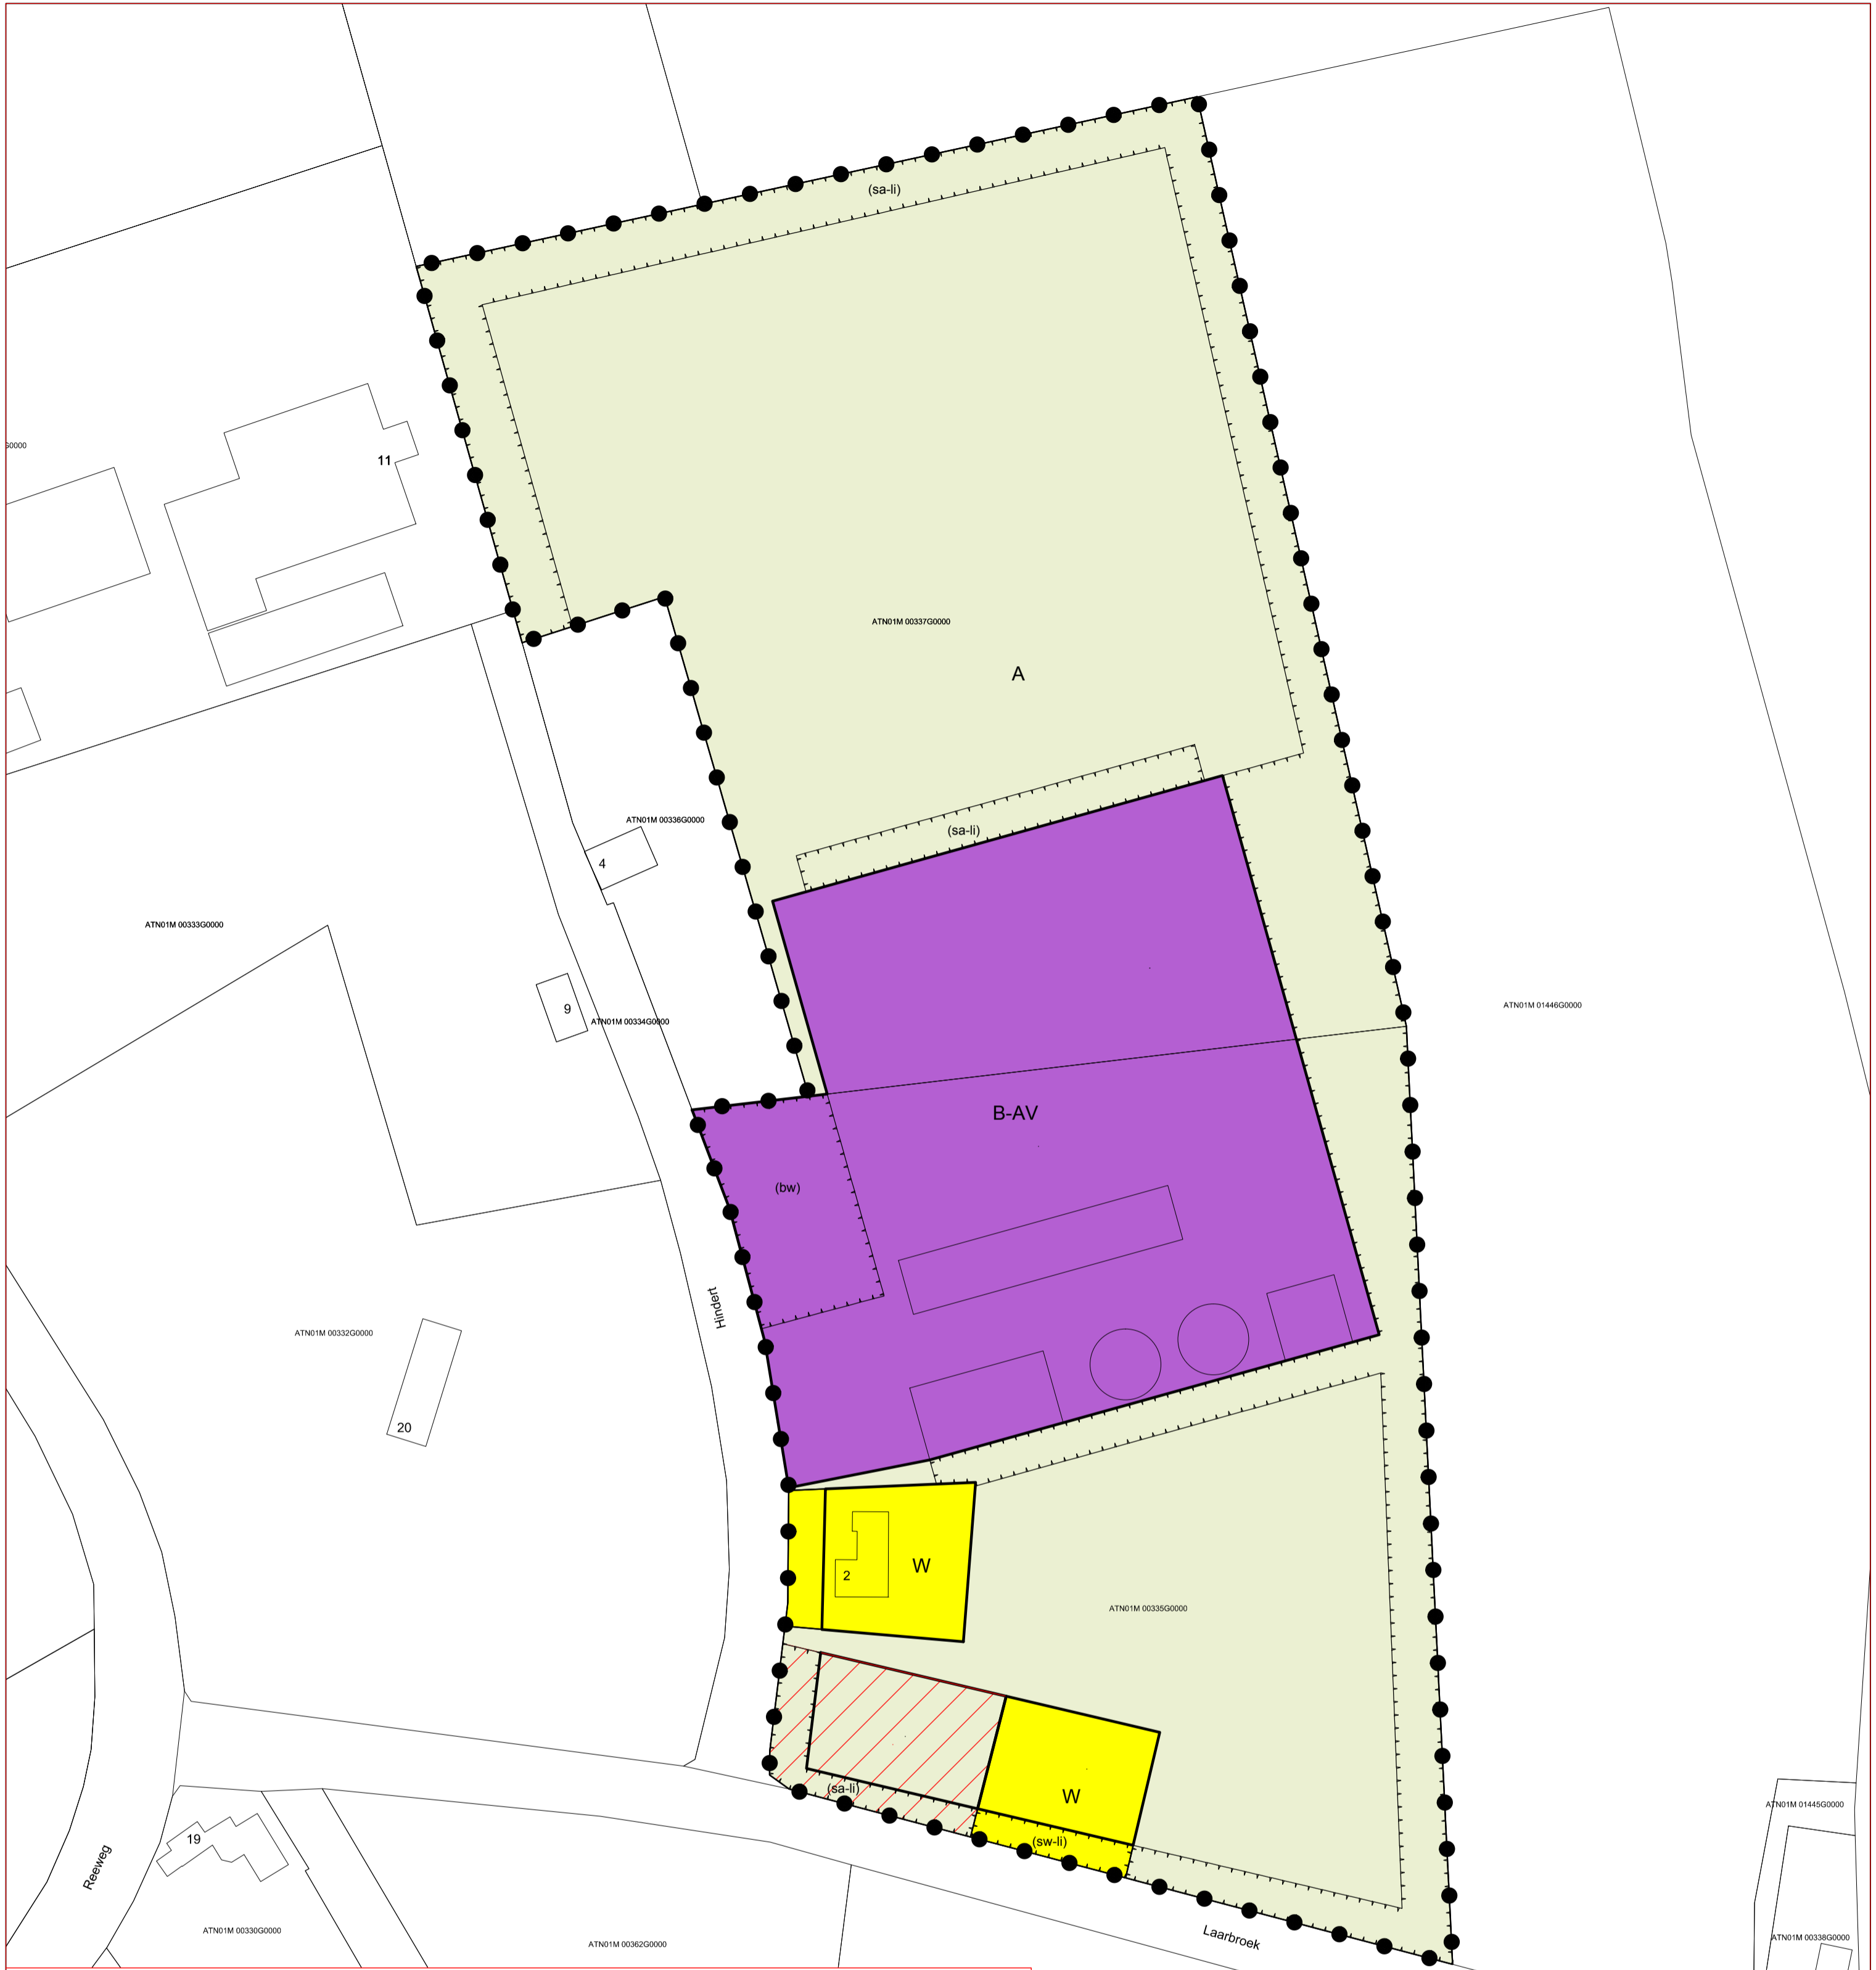 (sa-li)
G0000
11
ATN01M 00337G0000
A
ATN01M 00336G0000
(sa-li)
4
ATN01M 00333G0000
ATN01M 01446G0000
9
ATN01M 00334G0000
B-AV
(bw)
Hindert
ATN01M 00332G0000
20
W
2
ATN01M 00335G0000
(sa-li)
W
ATN01M 01445G0000
19
(sw-li)
Reeweg
ATN01M 00330G0000
Laarbroek
ATN01M 00362G0000
ATN01M 00338G0000